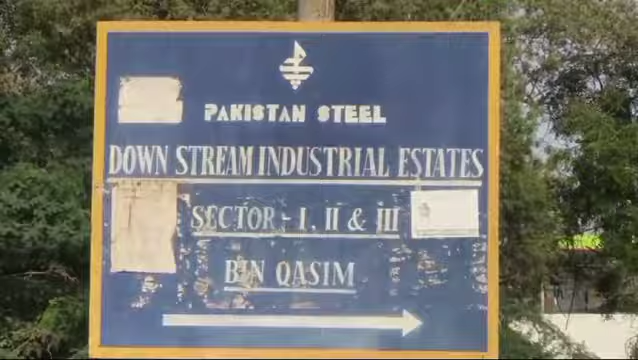 PAKISTAN STEEL
DOWN STREAM INDUSTRIAL ESTATES
SECTOR - I, II & III
BIN QASIM